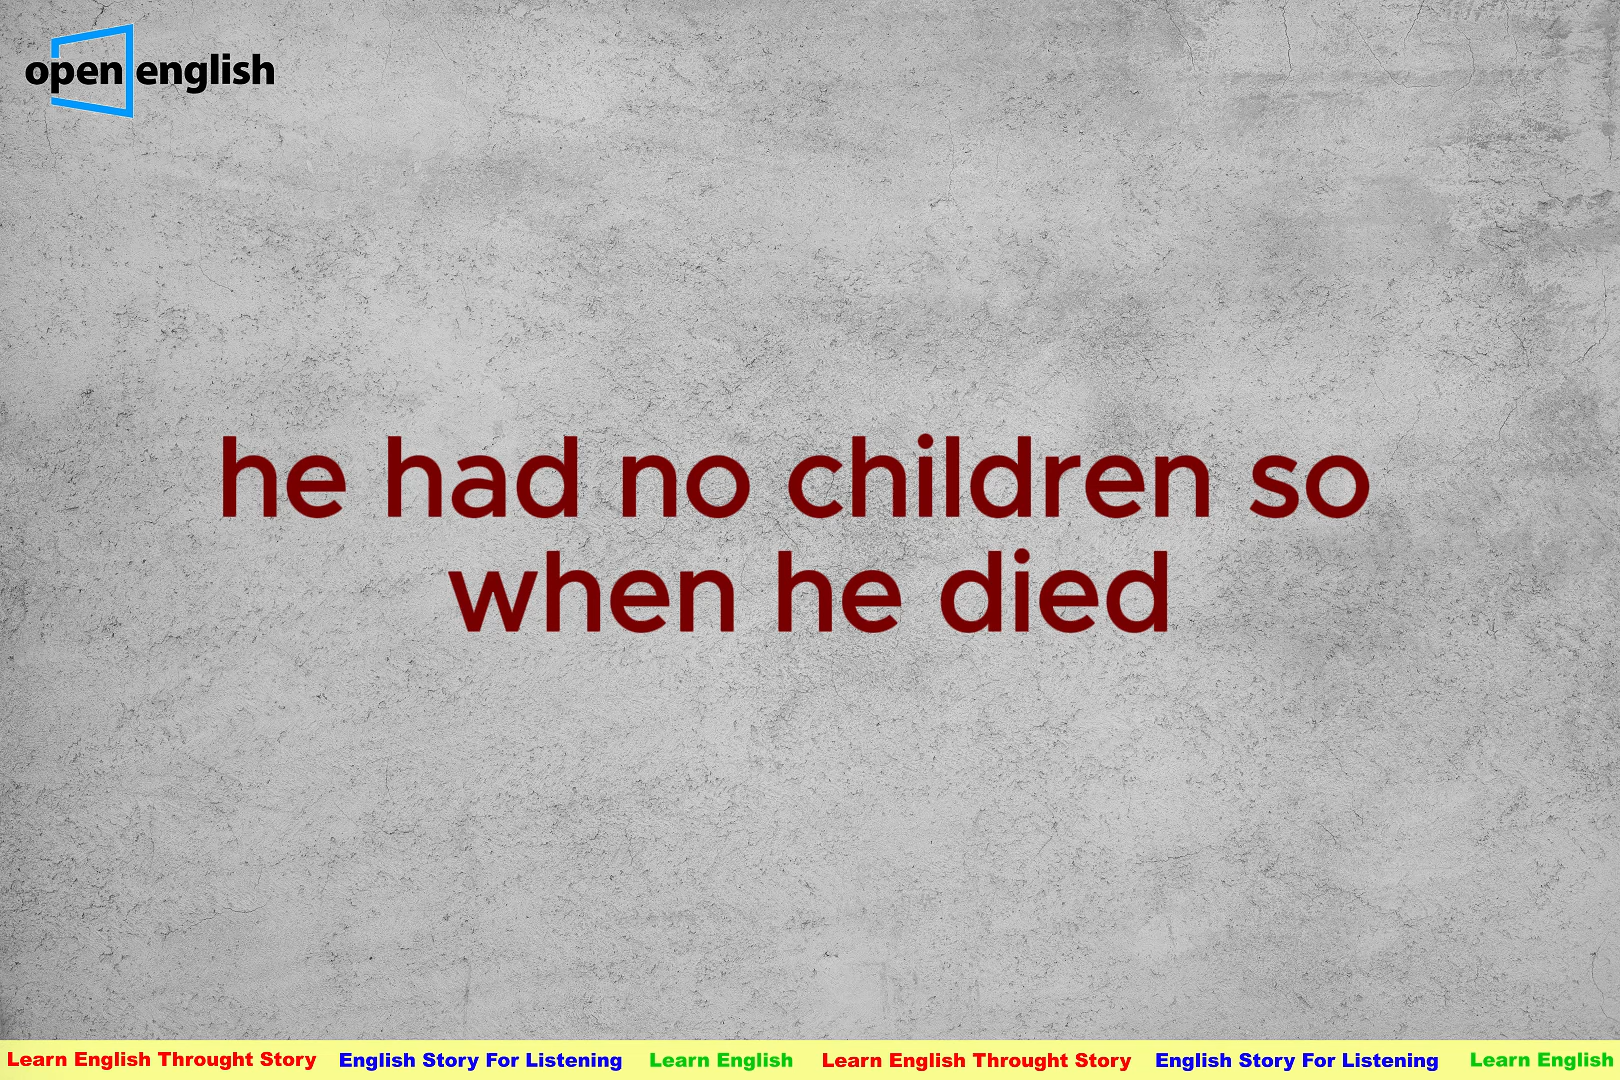 open english
he had no children so
when he died
Learn English Throught Story English Story For Listening Learn English Learn English Throught Story English Story For Listening Learn English